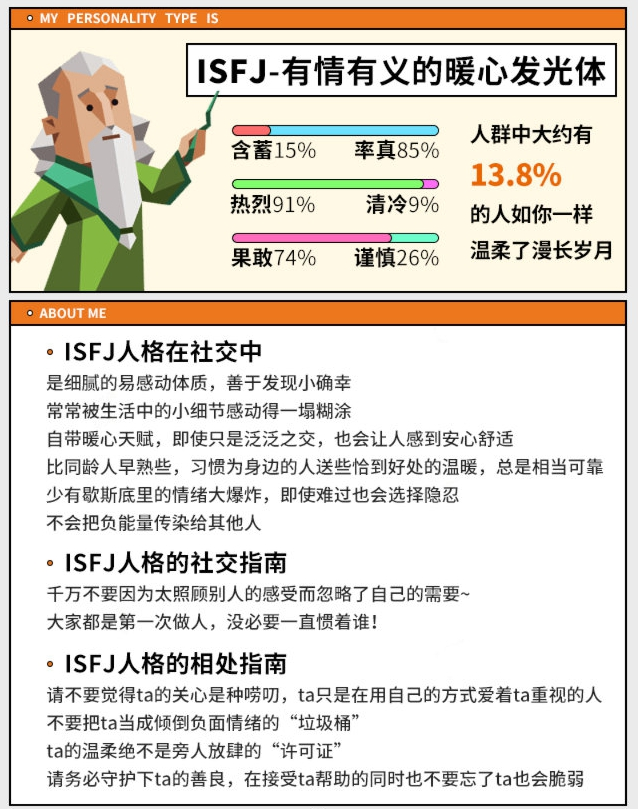 MY PERSONALITY TYPE IS
ISFJ-有情有义的暖心发光体
含蓄15% 率真85%
热烈91% 清冷9%
果敢74% 谨慎26%
人群中大约有
13.8%
的人如你一样
温柔了漫长岁月
ABOUT ME
ISFJ人格在社交中
是细腻的易感动体质，善于发现小确幸
常常被生活中的小细节感动得一塌糊涂
自带暖心天赋，即使只是泛泛之交，也会让人感到安心舒适
比同龄人早熟些，习惯为身边的人送些恰到好处的温暖，总是相当可靠
少有歇斯底里的情绪大爆炸，即使难过也会选择隐忍
不会把负能量传染给其他人
ISFJ人格的社交指南
千万不要因为太照顾别人的感受而忽略了自己的需要~
大家都是第一次做人，没必要一直惯着谁！
ISFJ人格的相处指南
请不要觉得ta的关心是种唠叨，ta只是在用自己的方式爱着ta重视的人
不要把ta当成倾倒负面情绪的“垃圾桶”
ta的温柔绝不是旁人放肆的“许可证”
请务必守护下ta的善良，在接受ta帮助的同时也不要忘了ta也会脆弱